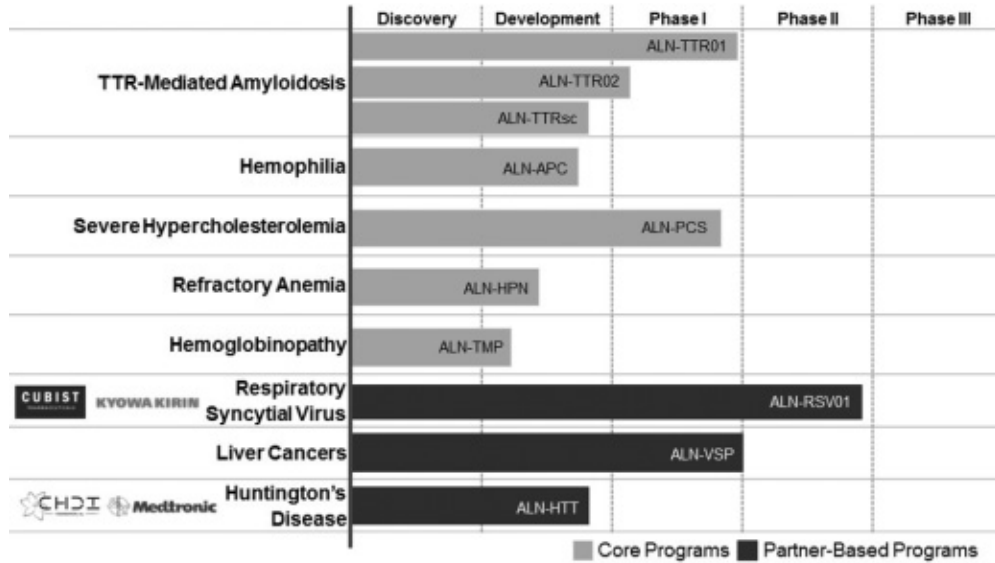 Discovery Development Phase I Phase II Phase III
ALN-TTR01
TTR-Mediated Amyloidosis ALN-TTR02
ALN-TTRsc
Hemophilia ALN-APC
Severe Hypercholesterolemia ALN-PCS
Refractory Anemia ALN-HPN
Hemoglobinopathy ALN-TMP
CUBIST KYOWA KIRIN Respiratory
Syncytial Virus ALN-RSV01
Liver Cancers ALN-VSP
CHDI Medtronic Huntington's
Disease ALN-HTT
Core Programs Partner-Based Programs